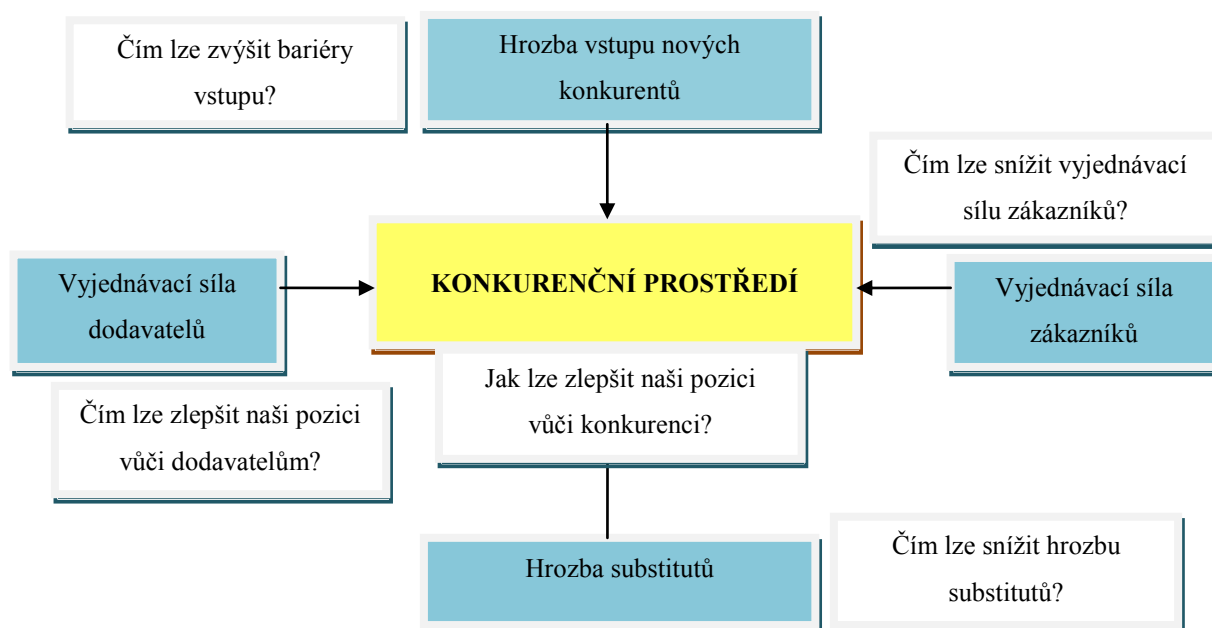 Čím lze zvýšit bariéry
vstupu?
Hrozba vstupu nových
konkurentů
Čím lze snížit vyjednávací
sílu zákazníků?
Vyjednávací síla
dodavatelů
KONKURENČNÍ PROSTŘEDÍ
Vyjednávací síla
zákazníků
Jak lze zlepšit naši pozici
vůči konkurenci?
Čím lze zlepšit naši pozici
vůči dodavatelům?
Hrozba substitutů
Čím lze snížit hrozbu
substitutů?